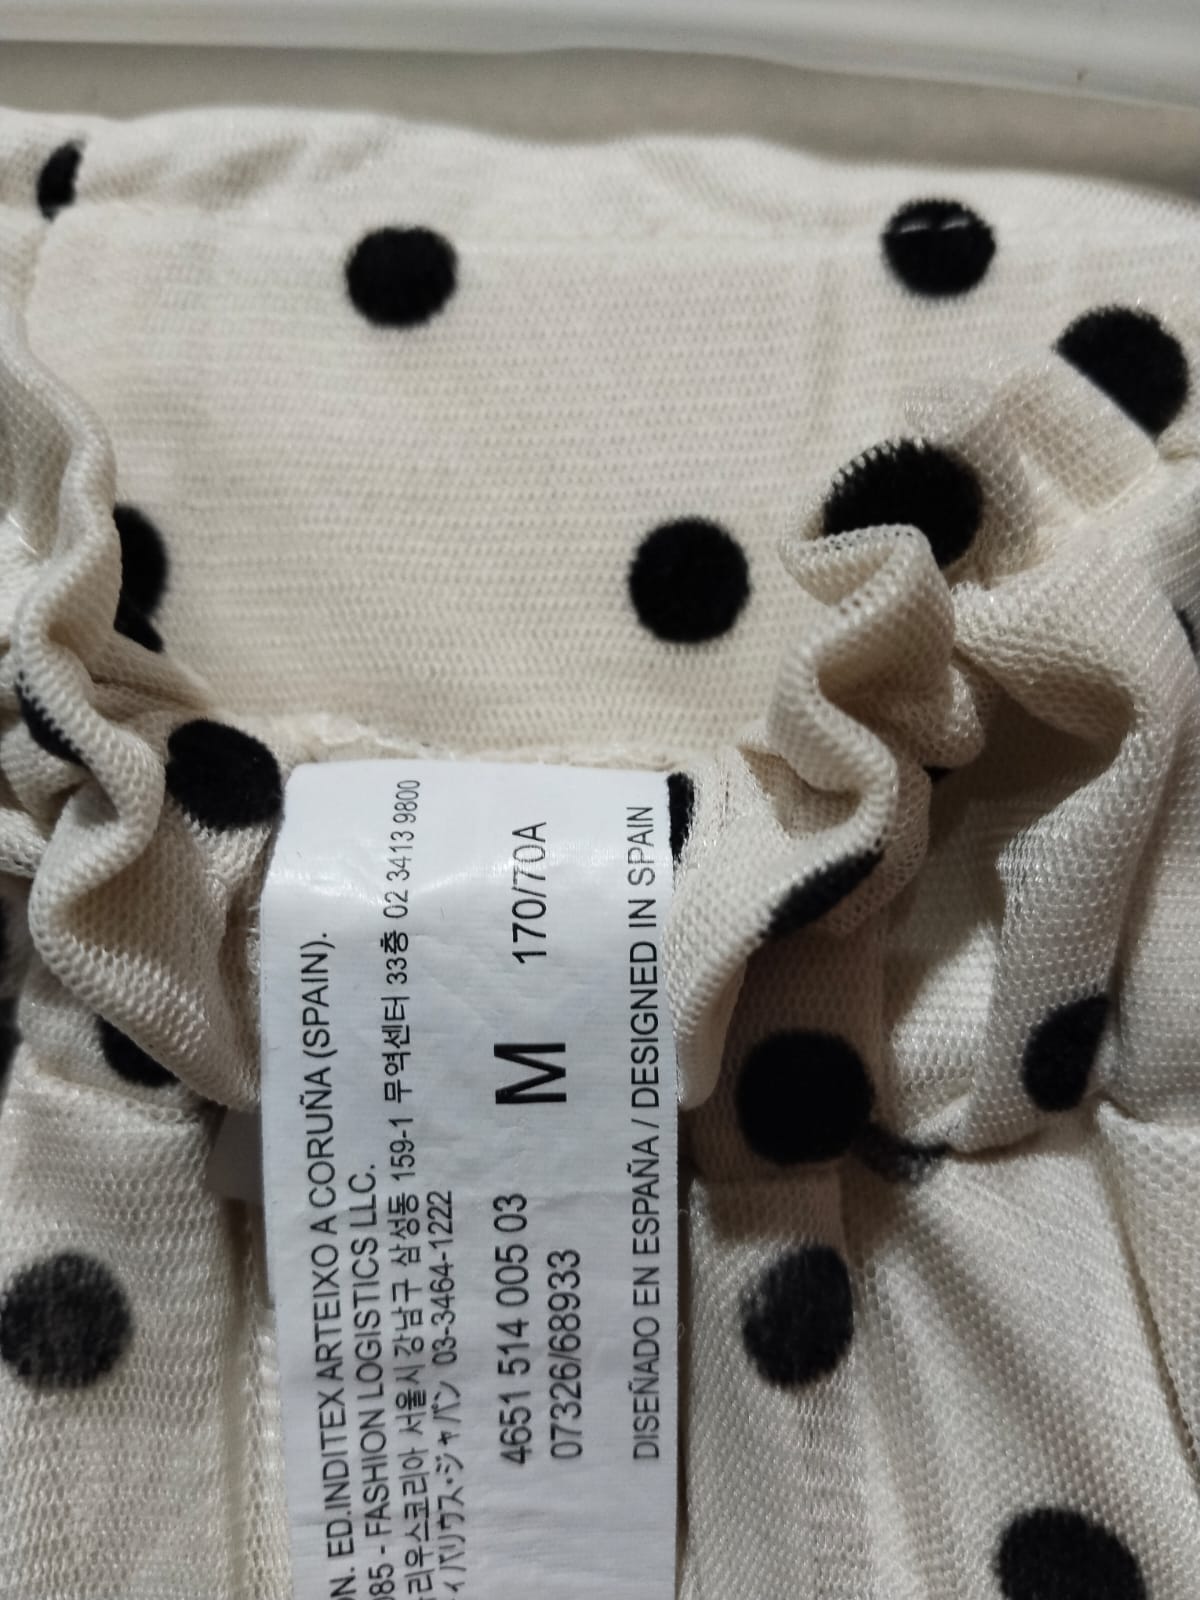 ON. ED.INDITEX ARTEIXO A CORUÑA (SPAIN).
085 - FASHION LOGISTICS LLC.
리우스코리아 서울시 강남구 삼성동 159-1 무역센터 33층 02 3413 9800
ィバリウス・ジャパン 03-3464-1222
4651 514 005 03 M 170/70A
07326/68933
DISEÑADO EN ESPAÑA / DESIGNED IN SPAIN